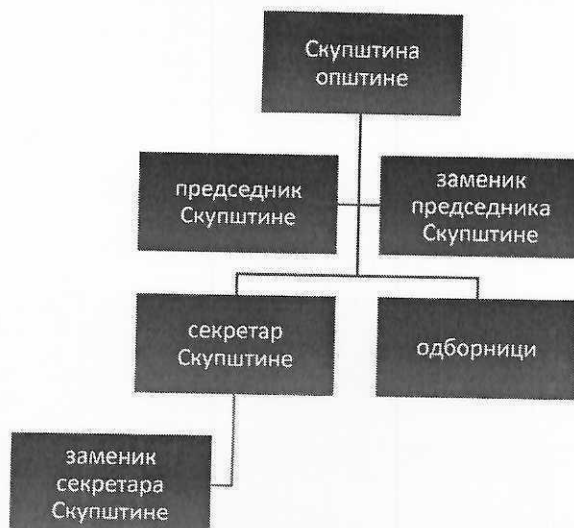 Скупштина
општине
председник
Скупштине
заменик
председника
Скупштине
секретар
Скупштине
одборници
заменик
секретара
Скупштине